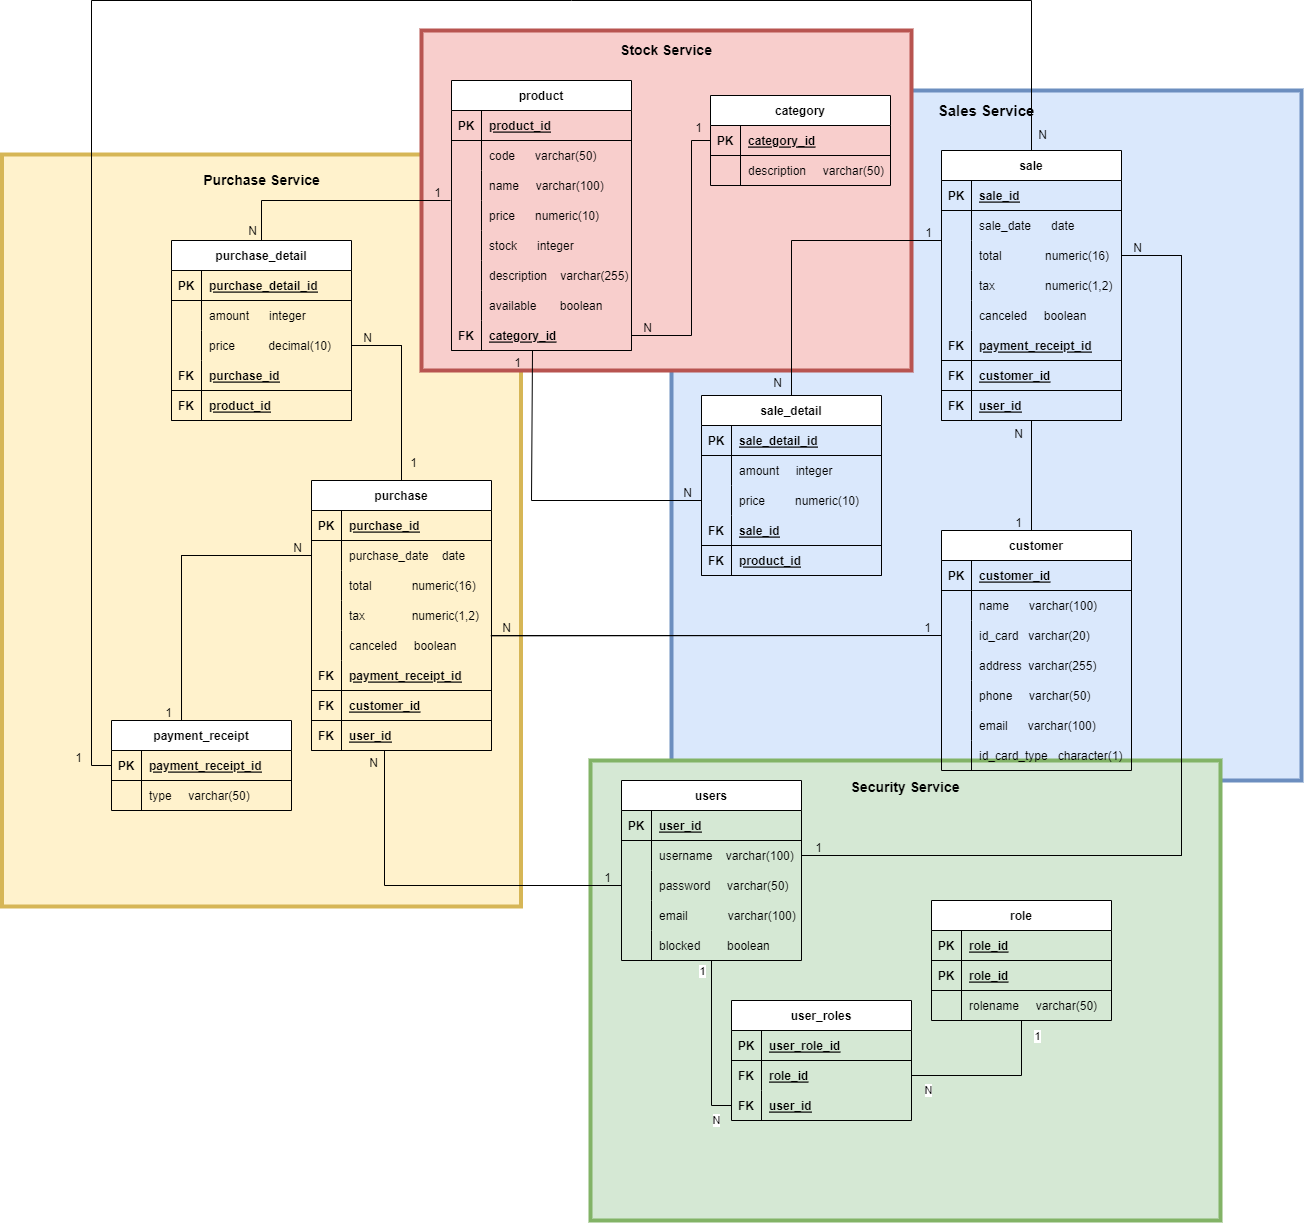 Stock Service
product
PK product_id
code varchar(50)
name varchar(100)
price numeric(10)
stock integer
description varchar(255)
available boolean
FK category_id
1
N
1
category
PK category_id
description varchar(50)
1
N
Sales Service
N
sale
PK sale_id
sale_date date
total numeric(16)
tax numeric(1,2)
canceled boolean
FK payment_receipt_id
FK customer_id
FK user_id
1
N
N
N
sale_detail
PK sale_detail_id
amount integer
price numeric(10)
FK sale_id
FK product_id
N
1
customer
PK customer_id
name varchar(100)
id_card varchar(20)
address varchar(255)
phone varchar(50)
email varchar(100)
id_card_type character(1)
1
Purchase Service
N
purchase_detail
PK purchase_detail_id
amount integer
price decimal(10)
FK purchase_id
FK product_id
N
1
purchase
PK purchase_id
purchase_date date
total numeric(16)
tax numeric(1,2)
canceled boolean
FK payment_receipt_id
FK customer_id
FK user_id
N
N
N
1
1
payment_receipt
PK payment_receipt_id
type varchar(50)
Security Service
users
PK user_id
username varchar(100)
password varchar(50)
email varchar(100)
blocked boolean
1
1
1
role
PK role_id
PK role_id
rolename varchar(50)
1
user_roles
PK user_role_id
FK role_id
FK user_id
N
N